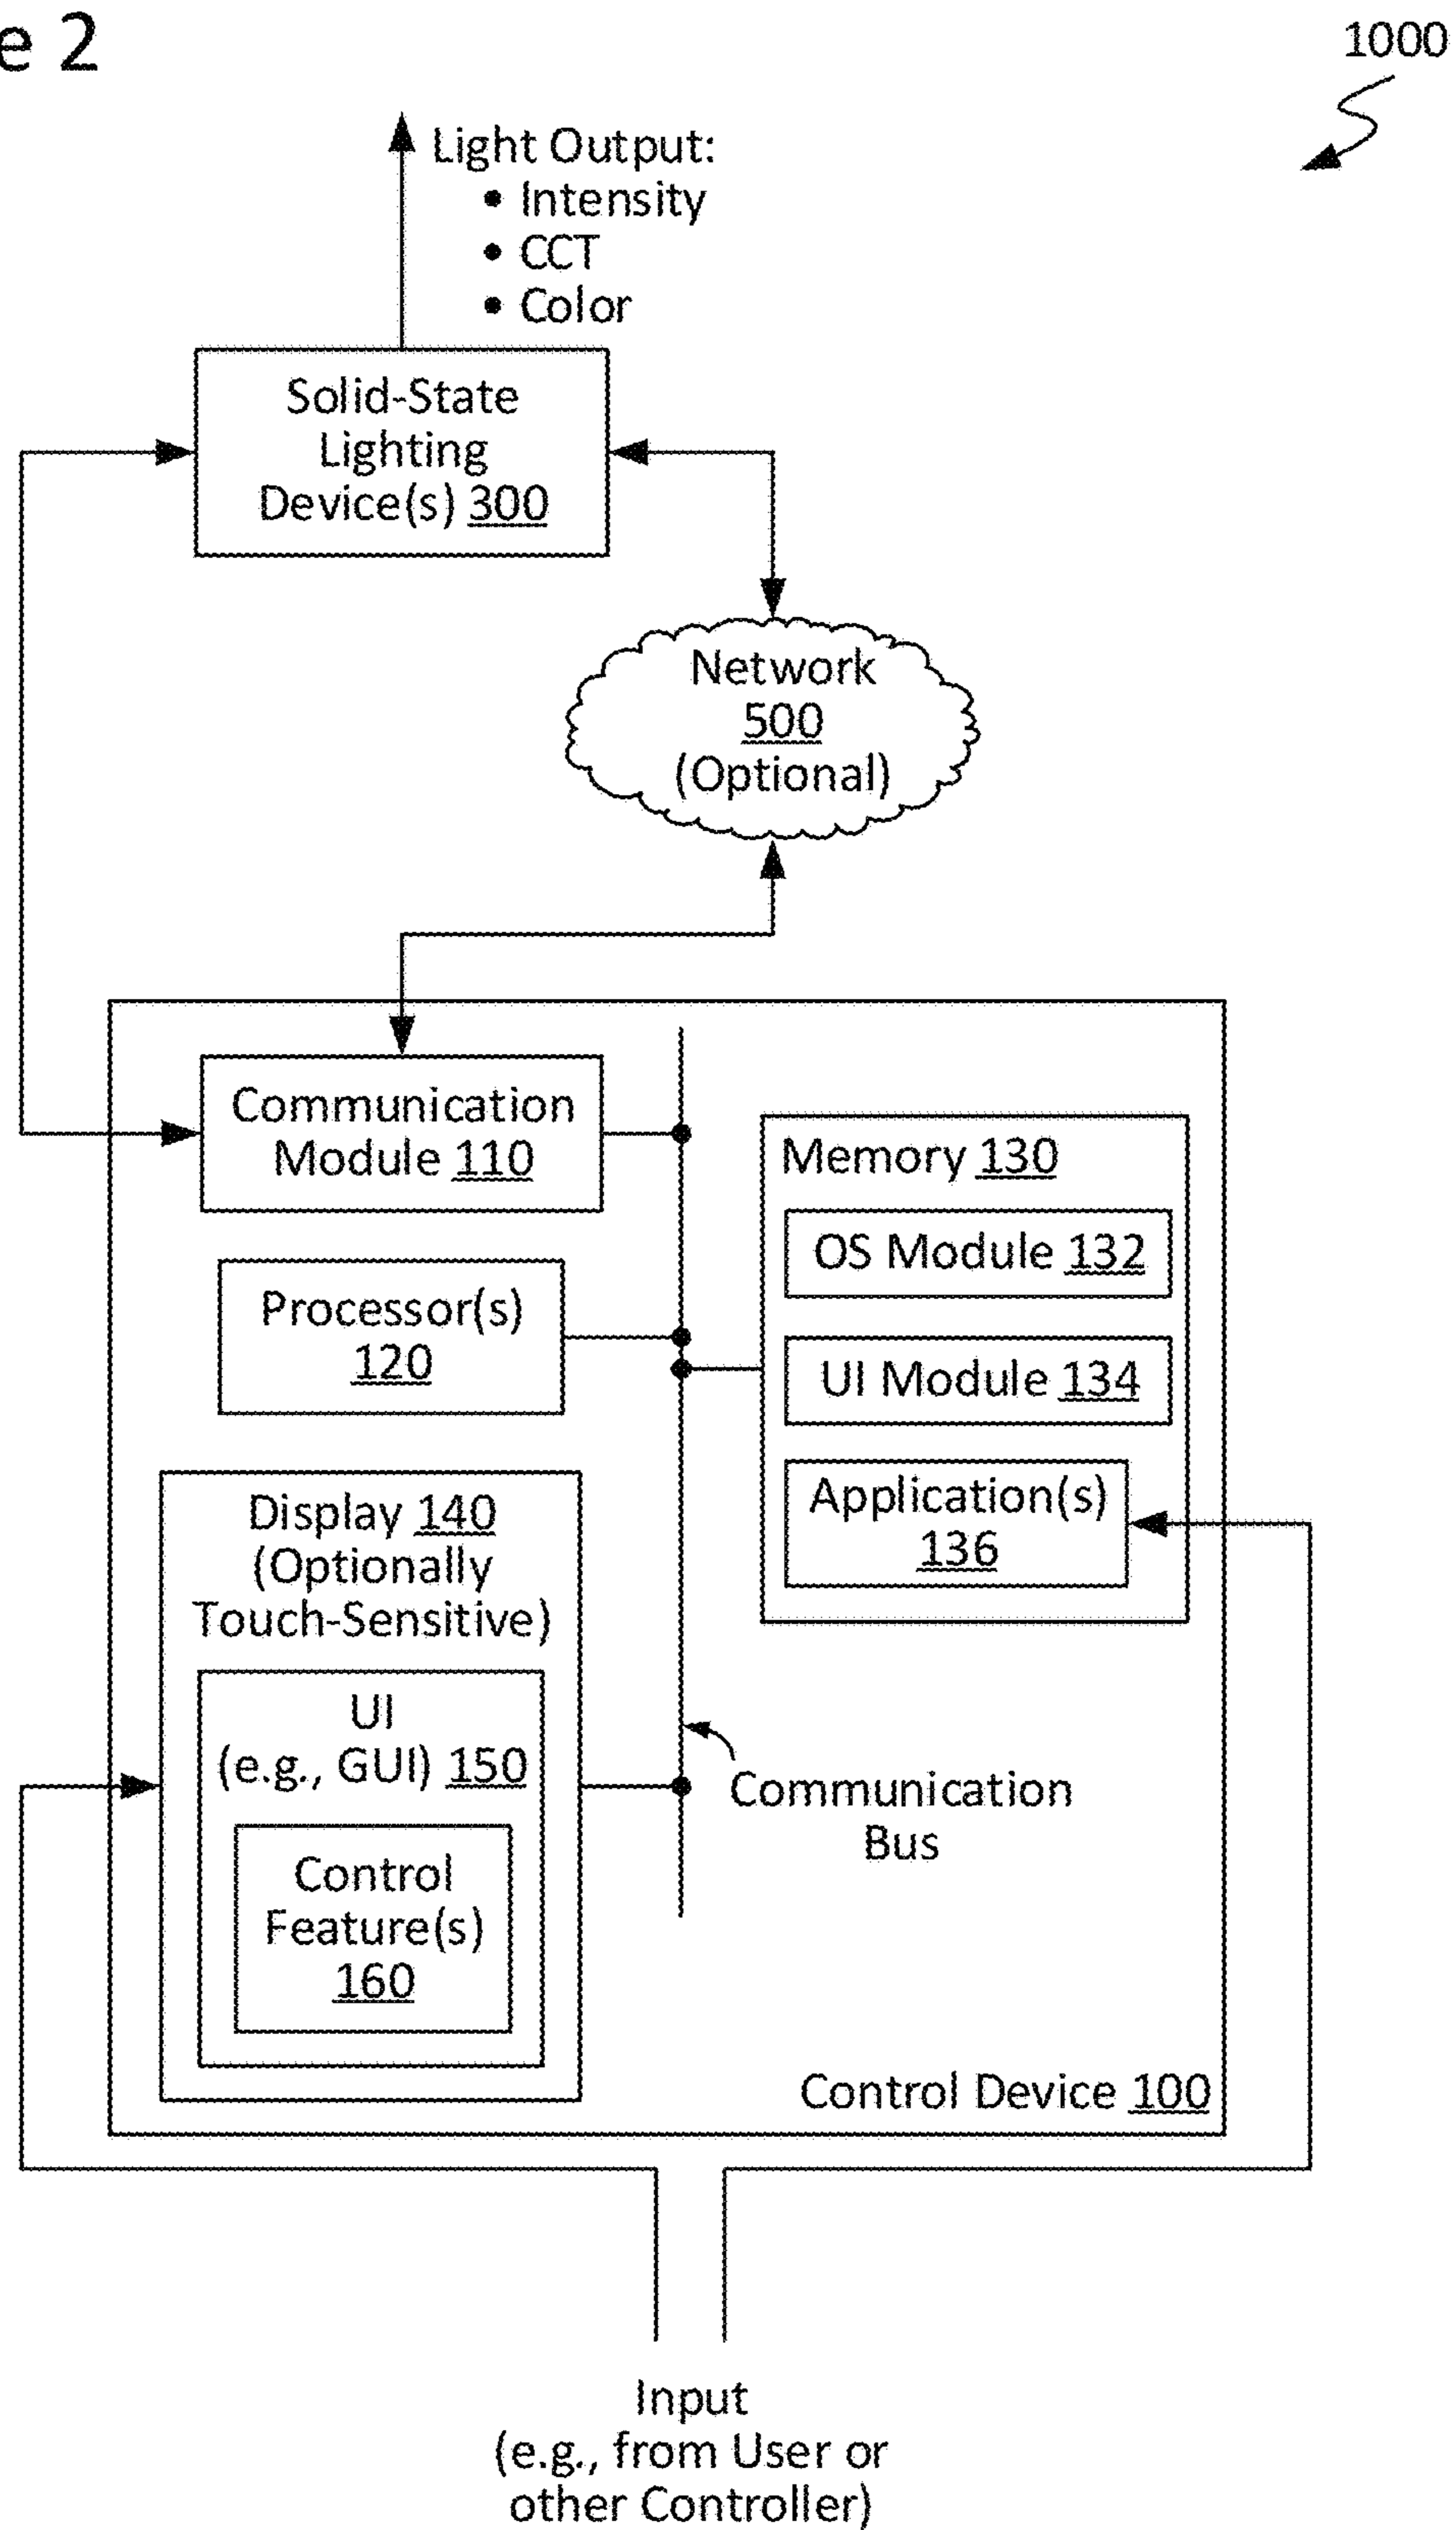 e 2
1000
Light Output:
• Intensity
• CCT
• Color
Solid-State
Lighting
Device(s) 300
Network
500
(Optional)
Communication
Module 110
Memory 130
OS Module 132
Processor(s)
120
UI Module 134
Application(s)
136
Display 140
(Optionally
Touch-Sensitive)
UI
(e.g., GUI) 150
Communication
Bus
Control
Feature(s)
160
Control Device 100
Input
(e.g., from User or
other Controller)